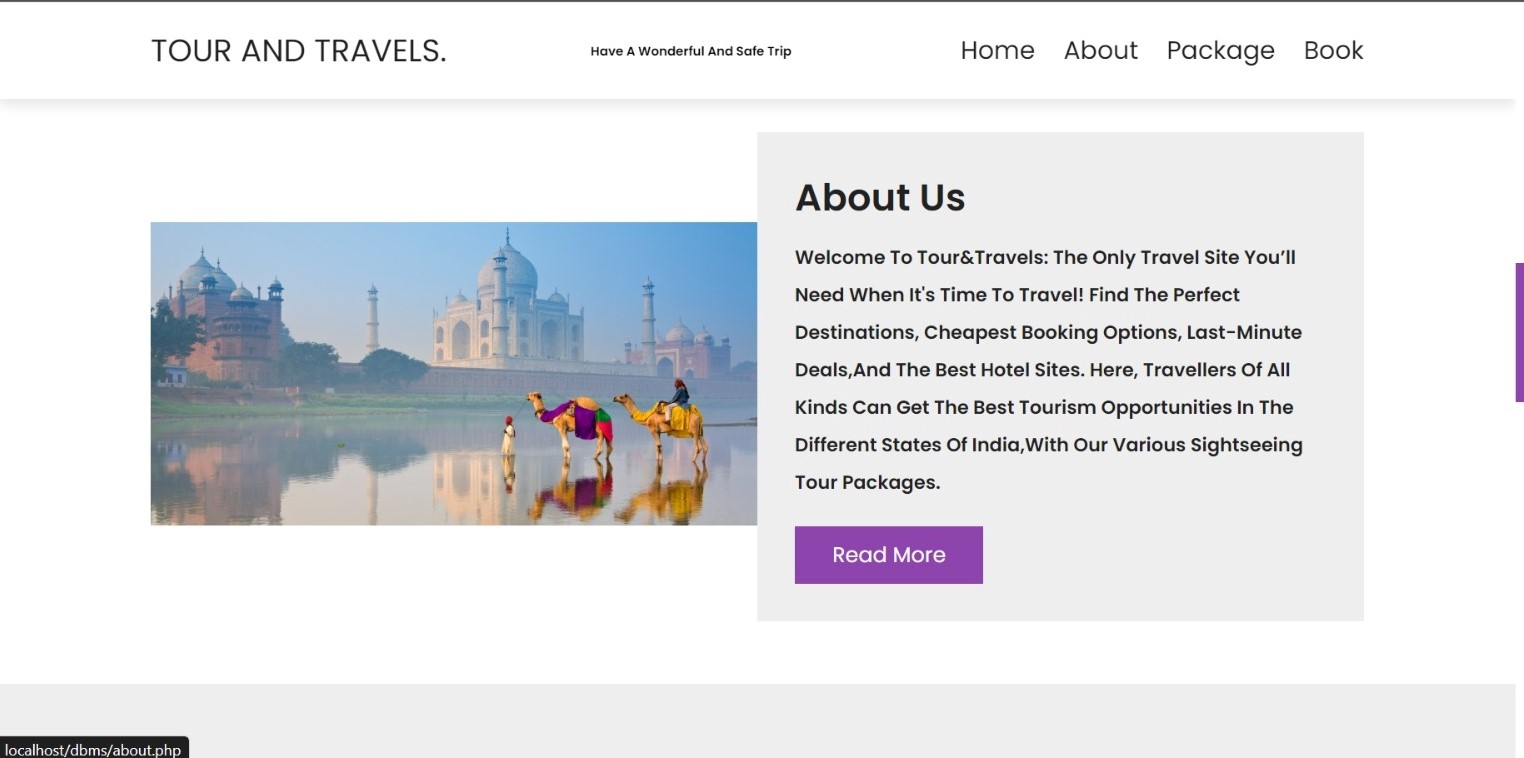 TOUR AND TRAVELS.
Have A Wonderful And Safe Trip
Home About Package Book
About Us
Welcome To Tour&Travels: The Only Travel Site You’ll
Need When It's Time To Travel! Find The Perfect
Destinations, Cheapest Booking Options, Last-Minute
Deals,And The Best Hotel Sites. Here, Travellers Of All
Kinds Can Get The Best Tourism Opportunities In The
Different States Of India,With Our Various Sightseeing
Tour Packages.
Read More
localhost/dbms/about.php